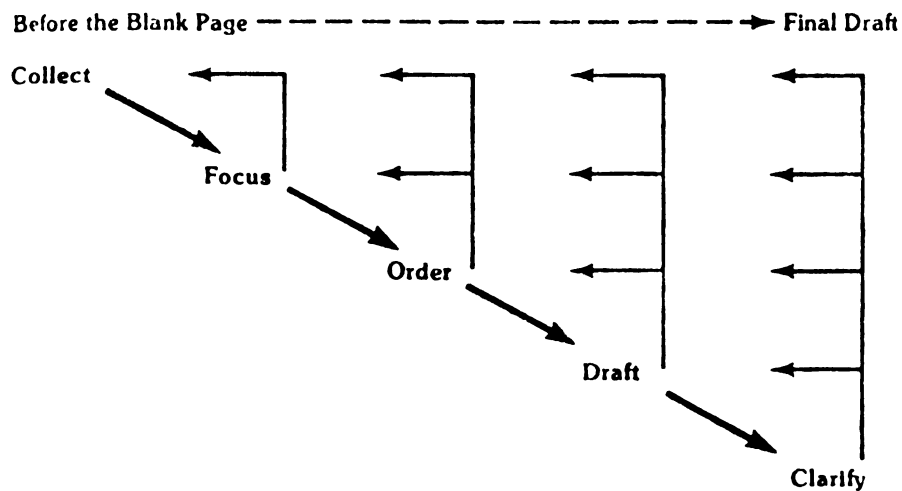 Before the Blank Page Final Draft
Collect
Focus
Order
Draft
Clarify